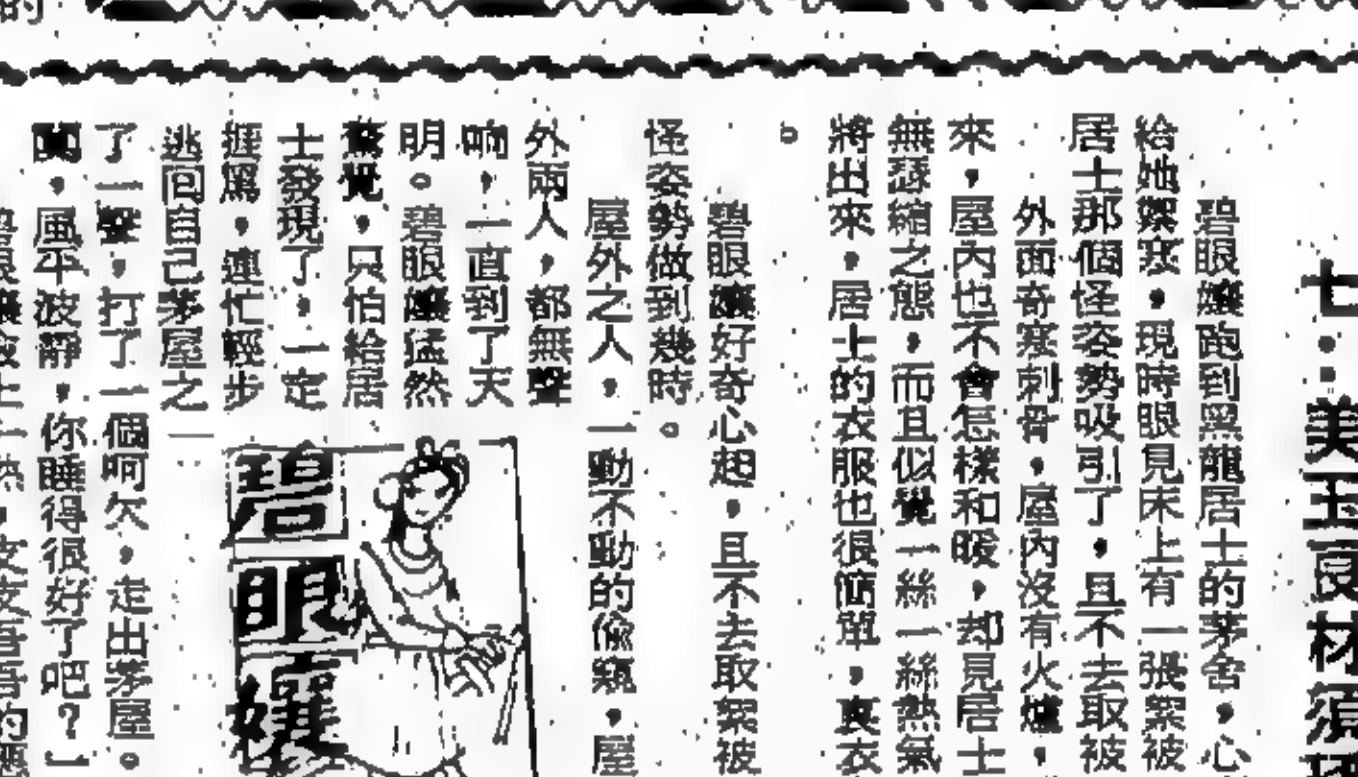 七：美玉良材須
碧眼孃跑到黑龍居士的茅舍，心
給她禦寒，現時眼見床上有一張絮被
居士那個怪姿勢吸引了，且不去取被
外面奇寒刺骨，屋內沒有火爐，
來，屋內也不會怎樣和暖，却見居士
無瑟縮之態，而且似覺一絲一絲熱氣
將出來，居士的衣服也很簡單，真衣
。
碧眼孃好奇心起，且不去取絮被
怪姿勢做到幾時。
屋外之人，一動不動的偷窺，屋
外兩人，都無聲
响，一直到了天
明。碧眼孃猛然
驚覺，只怕給居
士發現了，一定
捱駡，連忙輕步
逃囘自己茅屋之
了一聲，打了一個呵欠，走出茅屋。
風平波靜，你睡得很好了吧？」
碧眼孃
的